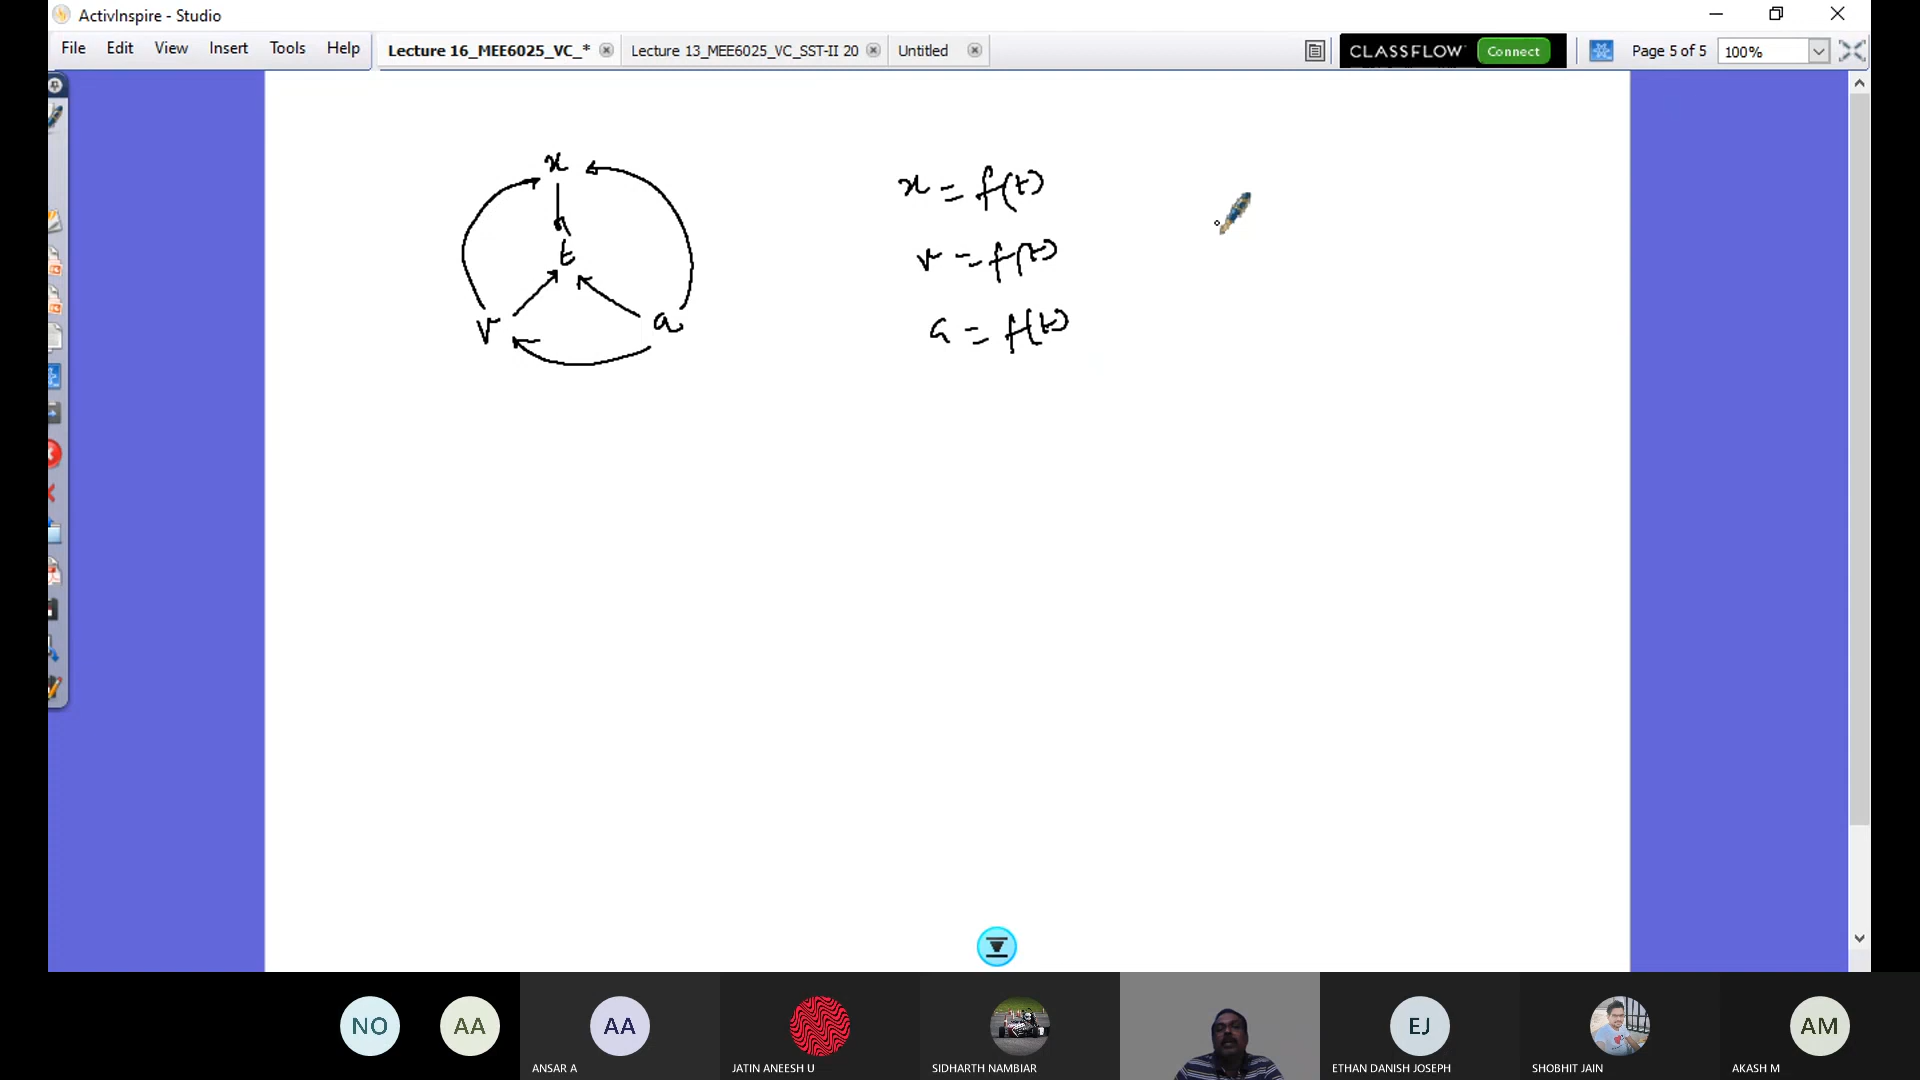 ActivInspire - Studio
File Edit View Insert Tools Help
Lecture 16_MEE6025_VC_ *
Lecture 13_MEE6025_VC_SST-II 20
Untitled
CLASSFLOW Connect
Page 5 of 5
100%
x
t
v a
x = f(t)
v = f(t)
a = f(t)
NO AA AA EJ AM
ANSAR A JATIN ANEESH U SIDHARTH NAMBIAR ETHAN DANISH JOSEPH SHOBHIT JAIN AKASH M